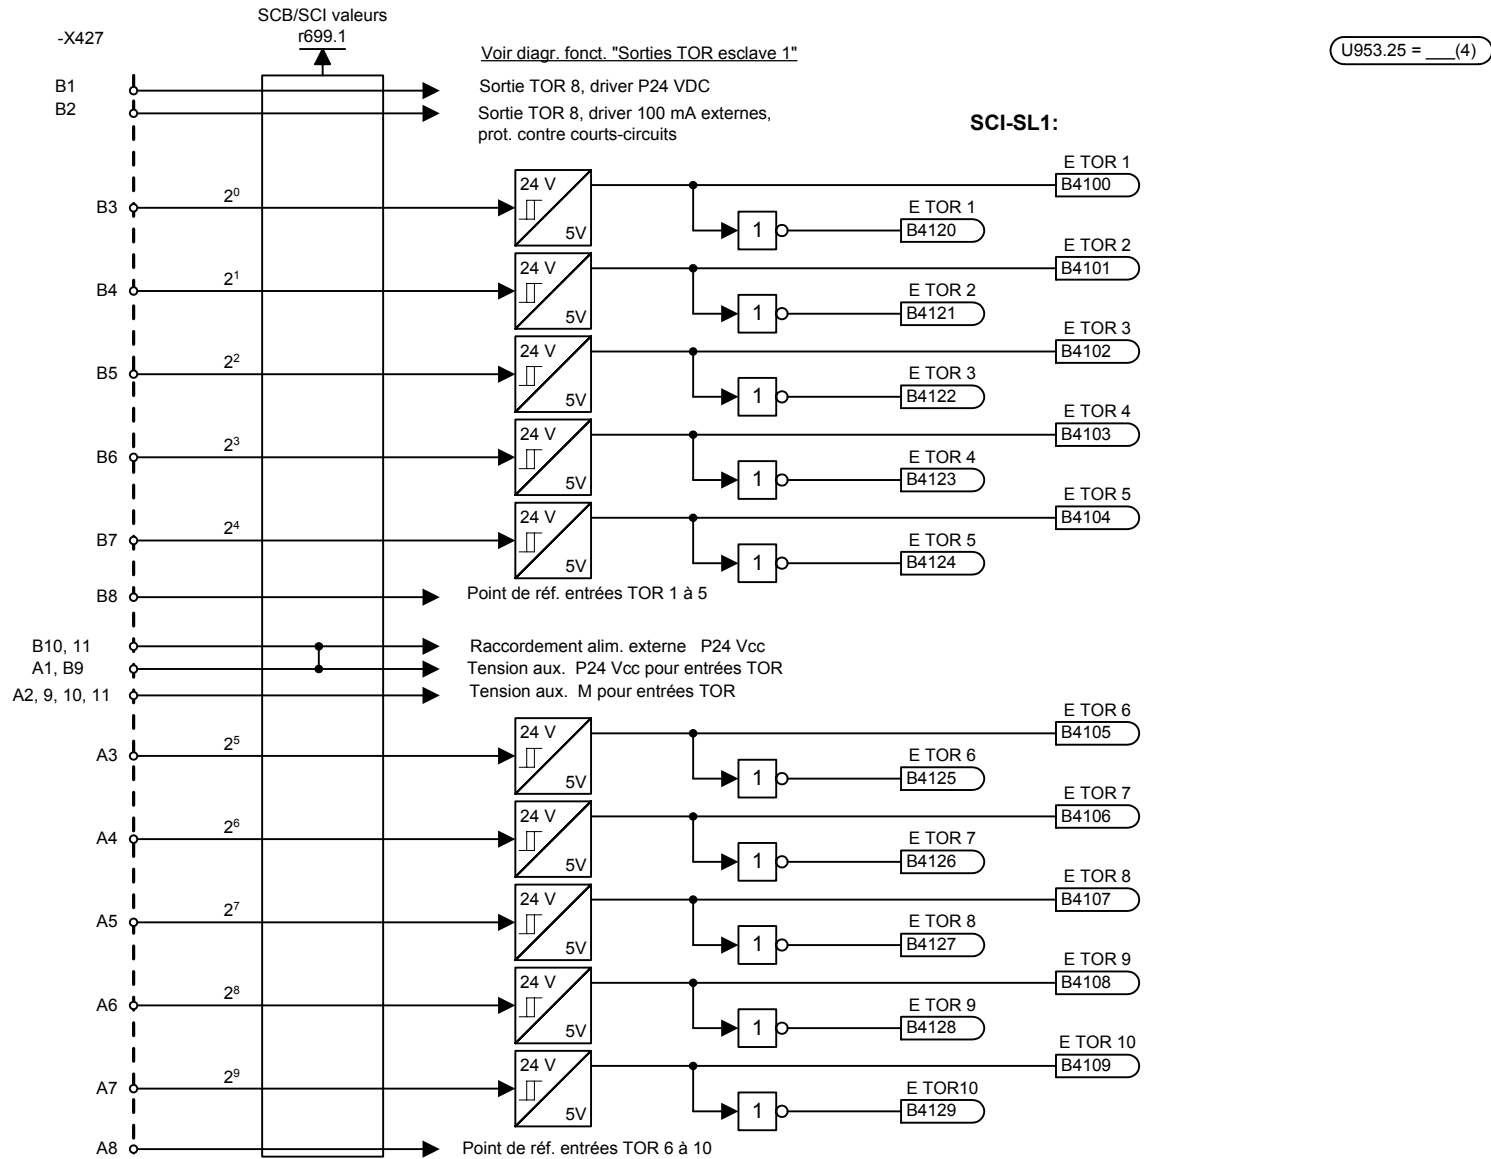 SCB/SCI valeurs
r699.1
-X427
Voir diagr. fonct. "Sorties TOR esclave 1"
U953.25 = ___(4)
B1
Sortie TOR 8, driver P24 VDC
B2
Sortie TOR 8, driver 100 mA externes,
prot. contre courts-circuits
SCI-SL1:
B3
2⁰
24 V
5V
1
E TOR 1
B4120
E TOR 1
B4100
B4
2¹
24 V
5V
1
E TOR 2
B4121
E TOR 2
B4101
B5
2²
24 V
5V
1
E TOR 3
B4122
E TOR 3
B4102
B6
2³
24 V
5V
1
E TOR 4
B4123
E TOR 4
B4103
B7
2⁴
24 V
5V
1
E TOR 5
B4124
E TOR 5
B4104
B8
Point de réf. entrées TOR 1 à 5
B10, 11
Raccordement alim. externe P24 Vcc
A1, B9
Tension aux. P24 Vcc pour entrées TOR
A2, 9, 10, 11
Tension aux. M pour entrées TOR
A3
2⁵
24 V
5V
1
E TOR 6
B4125
E TOR 6
B4105
A4
2⁶
24 V
5V
1
E TOR 7
B4126
E TOR 7
B4106
A5
2⁷
24 V
5V
1
E TOR 8
B4127
E TOR 8
B4107
A6
2⁸
24 V
5V
1
E TOR 9
B4128
E TOR 9
B4108
A7
2⁹
24 V
5V
1
E TOR10
B4129
E TOR 10
B4109
A8
Point de réf. entrées TOR 6 à 10